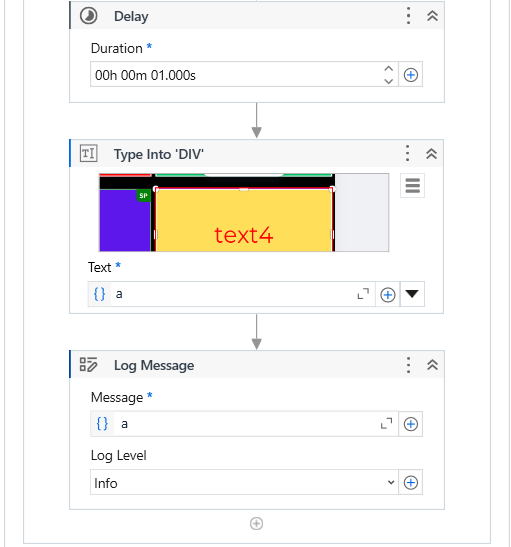 Delay
Duration *
00h 00m 01.000s
Type Into 'DIV'
SP
text4
Text *
{} a
Log Message
Message *
{} a
Log Level
Info